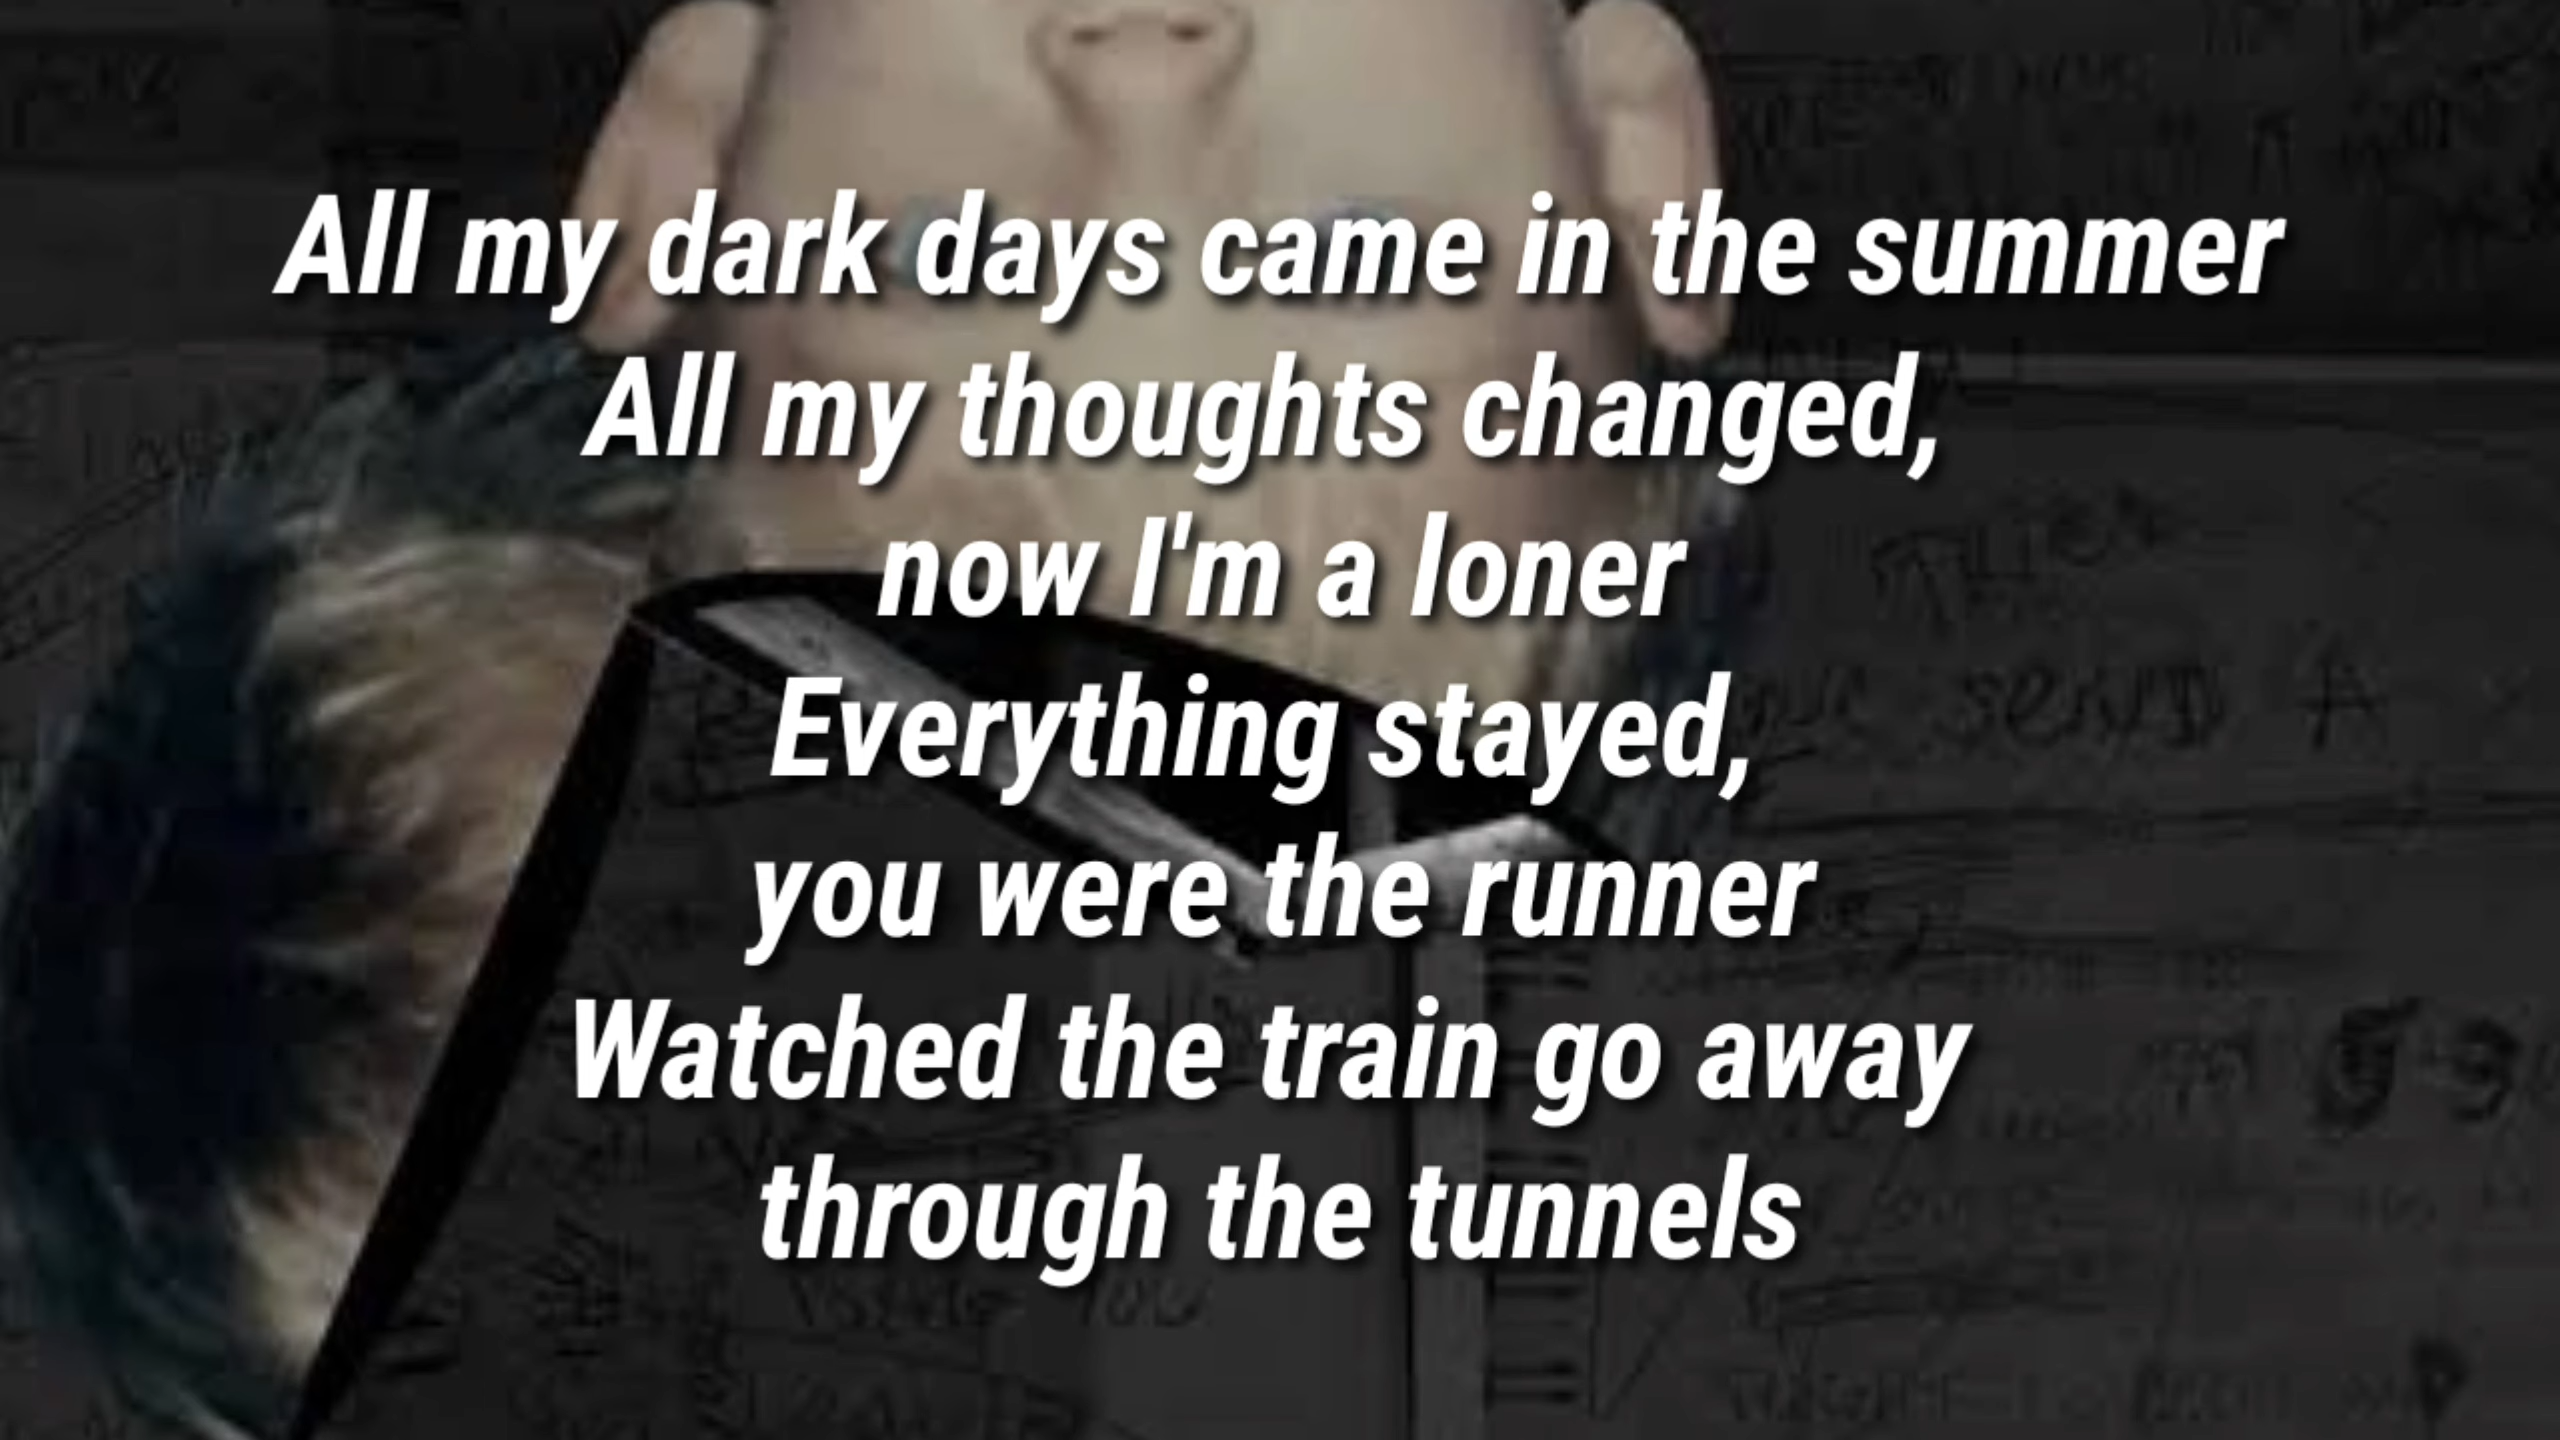 All my dark days came in the summer
All my thoughts changed,
now I'm a loner
Everything stayed,
you were the runner
Watched the train go away
through the tunnels